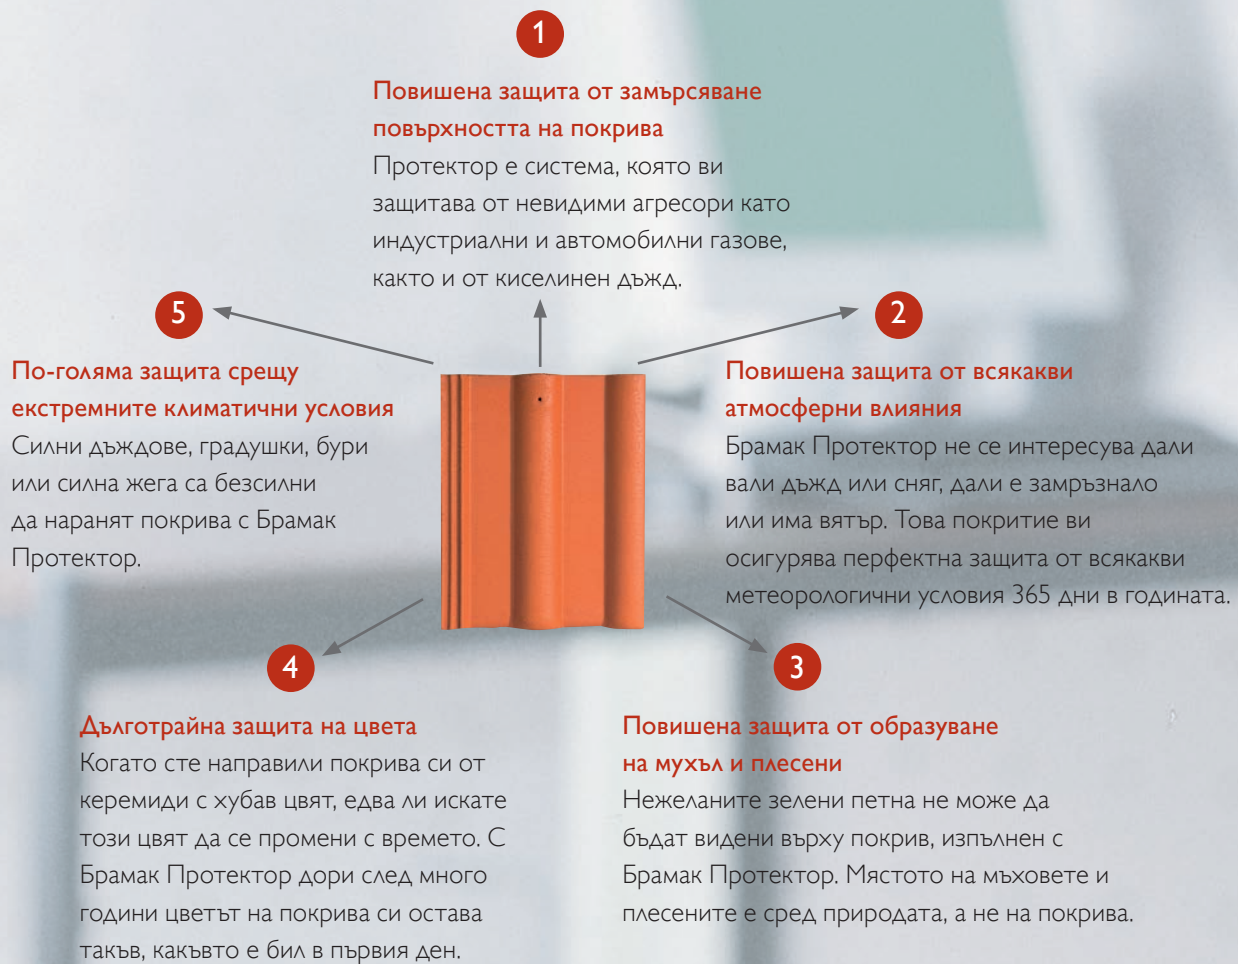 1
Повишена защита от замърсяване
повърхността на покрива
Протектор е система, която ви
защитава от невидими агресори като
индустриални и автомобилни газове,
както и от киселинен дъжд.
2
Повишена защита от всякакви
атмосферни влияния
Брамак Протектор не се интересува дали
вали дъжд или сняг, дали е замръзнало
или има вятър. Това покритие ви
осигурява перфектна защита от всякакви
метеорологични условия 365 дни в годината.
3
Повишена защита от образуване
на мухъл и плесени
Нежеланите зелени петна не може да
бъдат видени върху покрив, изпълнен с
Брамак Протектор. Мястото на мъховете и
плесените е сред природата, а не на покрива.
4
Дълготрайна защита на цвета
Когато сте направили покрива си от
керемиди с хубав цвят, едва ли искате
този цвят да се промени с времето. С
Брамак Протектор дори след много
години цветът на покрива си остава
такъв, какъвто е бил в първия ден.
5
По-голяма защита срещу
екстремните климатични условия
Силни дъждове, градушки, бури
или силна жега са безсилни
да наранят покрива с Брамак
Протектор.